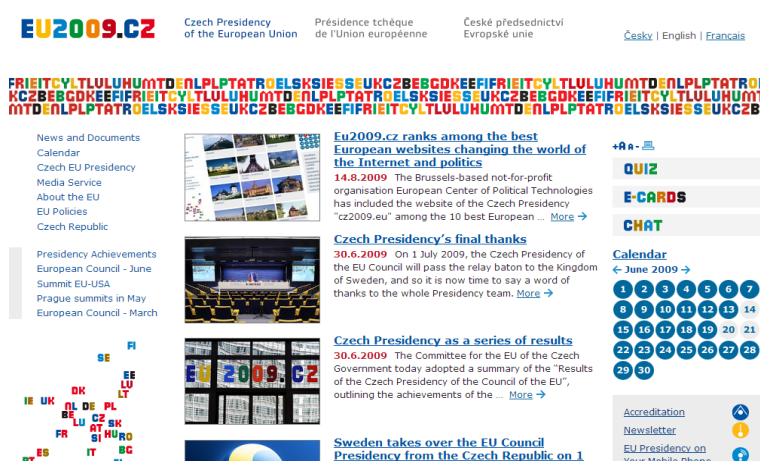 EU2009.CZ
Czech Presidency
of the European Union
Présidence tchèque
de l'Union européenne
České předsednictví
Evropské unie
Česky | English | Français
FRIEITCYLTLULUHUMTDENLPLPTATROELSKSIESSEUKCZBEBGDKEEFIFRIEITCYLTLULUHUMTDENLPLPTATRO
KCZBEBGDKEEFIFRIEITCYLTLULUHUMTDENLPLPTATROELSKSIESSEUKCZBEBGDKEEFIFRIEITCYLTLULUHUMT
DENLPLPTATROELSKSIESSEUKCZBEBGDKEEFIFRIEITCYLTLULUHUMTDENLPLPTATROELSKSIESSEUKCZB
News and Documents
Calendar
Czech EU Presidency
Media Service
About the EU
EU Policies
Czech Republic
Presidency Achievements
European Council - June
Summit EU-USA
Prague summits in May
European Council - March
FI
SE
EE
LU
LT
DK
IE UK NL DE PL
BE LU CZ SK
FR AT HU RO
SI
PT ES IT BG
Eu2009.cz ranks among the best
European websites changing the world of
the Internet and politics
14.8.2009 The Brussels-based not-for-profit
organisation European Center of Political Technologies
has included the website of the Czech Presidency
"cz2009.eu" among the 10 best European ... More
Czech Presidency's final thanks
30.6.2009 On 1 July 2009, the Czech Presidency of
the EU Council will pass the relay baton to the Kingdom
of Sweden, and so it is now time to say a word of
thanks to the whole Presidency team. More
EU 2009.CZ
Czech Presidency as a series of results
30.6.2009 The Committee for the EU of the Czech
Government today adopted a summary of the "Results
of the Czech Presidency of the Council of the EU",
outlining the achievements of the ... More
Sweden takes over the EU Council
Presidency from the Czech Republic on 1
+A A -
QUIZ
E-CARDS
CHAT
Calendar
June 2009
1 2 3 4 5 6 7
8 9 10 11 12 13 14
15 16 17 18 19 20 21
22 23 24 25 26 27 28
29 30
Accreditation
Newsletter
EU Presidency on
Your Mobile Phone